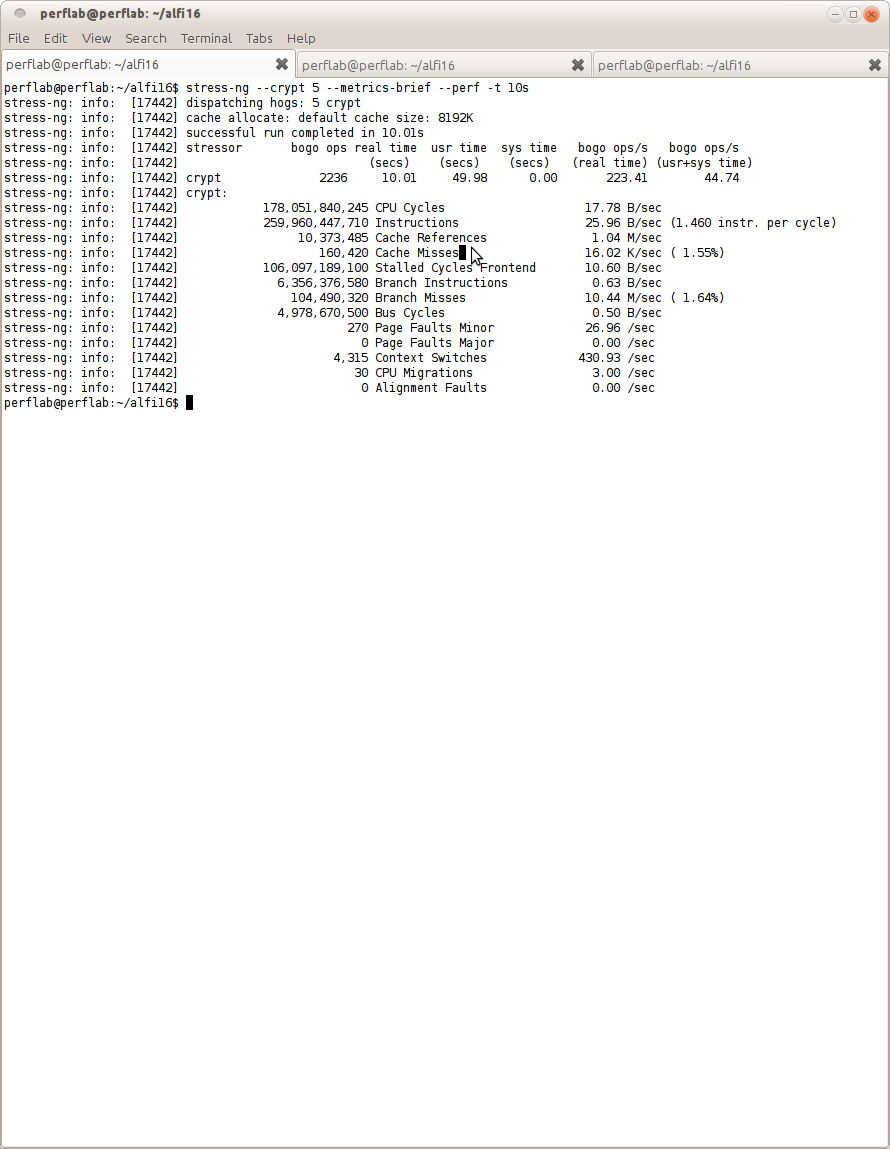 perflab@perflab: ~/alfi16
File Edit View Search Terminal Tabs Help
perflab@perflab: ~/alfi16 perflab@perflab: ~/alfi16 perflab@perflab: ~/alfi16
perflab@perflab:~/alfi16$ stress-ng --crypt 5 --metrics-brief --perf -t 10s
stress-ng: info:  [17442] dispatching hogs: 5 crypt
stress-ng: info:  [17442] cache allocate: default cache size: 8192K
stress-ng: info:  [17442] successful run completed in 10.01s
stress-ng: info:  [17442] stressor       bogo ops real time  usr time  sys time   bogo ops/s   bogo ops/s
stress-ng: info:  [17442]                           (secs)    (secs)    (secs)   (real time) (usr+sys time)
stress-ng: info:  [17442] crypt              2236     10.01     49.98      0.00       223.41        44.74
stress-ng: info:  [17442] crypt:
stress-ng: info:  [17442]            178,051,840,245 CPU Cycles                    17.78 B/sec
stress-ng: info:  [17442]            259,960,447,710 Instructions                  25.96 B/sec (1.460 instr. per cycle)
stress-ng: info:  [17442]                 10,373,485 Cache References               1.04 M/sec
stress-ng: info:  [17442]                    160,420 Cache Misses                  16.02 K/sec ( 1.55%)
stress-ng: info:  [17442]            106,097,189,100 Stalled Cycles Frontend       10.60 B/sec
stress-ng: info:  [17442]              6,356,376,580 Branch Instructions            0.63 B/sec
stress-ng: info:  [17442]                104,490,320 Branch Misses                 10.44 M/sec ( 1.64%)
stress-ng: info:  [17442]              4,978,670,500 Bus Cycles                     0.50 B/sec
stress-ng: info:  [17442]                        270 Page Faults Minor             26.96 /sec
stress-ng: info:  [17442]                          0 Page Faults Major              0.00 /sec
stress-ng: info:  [17442]                      4,315 Context Switches             430.93 /sec
stress-ng: info:  [17442]                         30 CPU Migrations                 3.00 /sec
stress-ng: info:  [17442]                          0 Alignment Faults               0.00 /sec
perflab@perflab:~/alfi16$